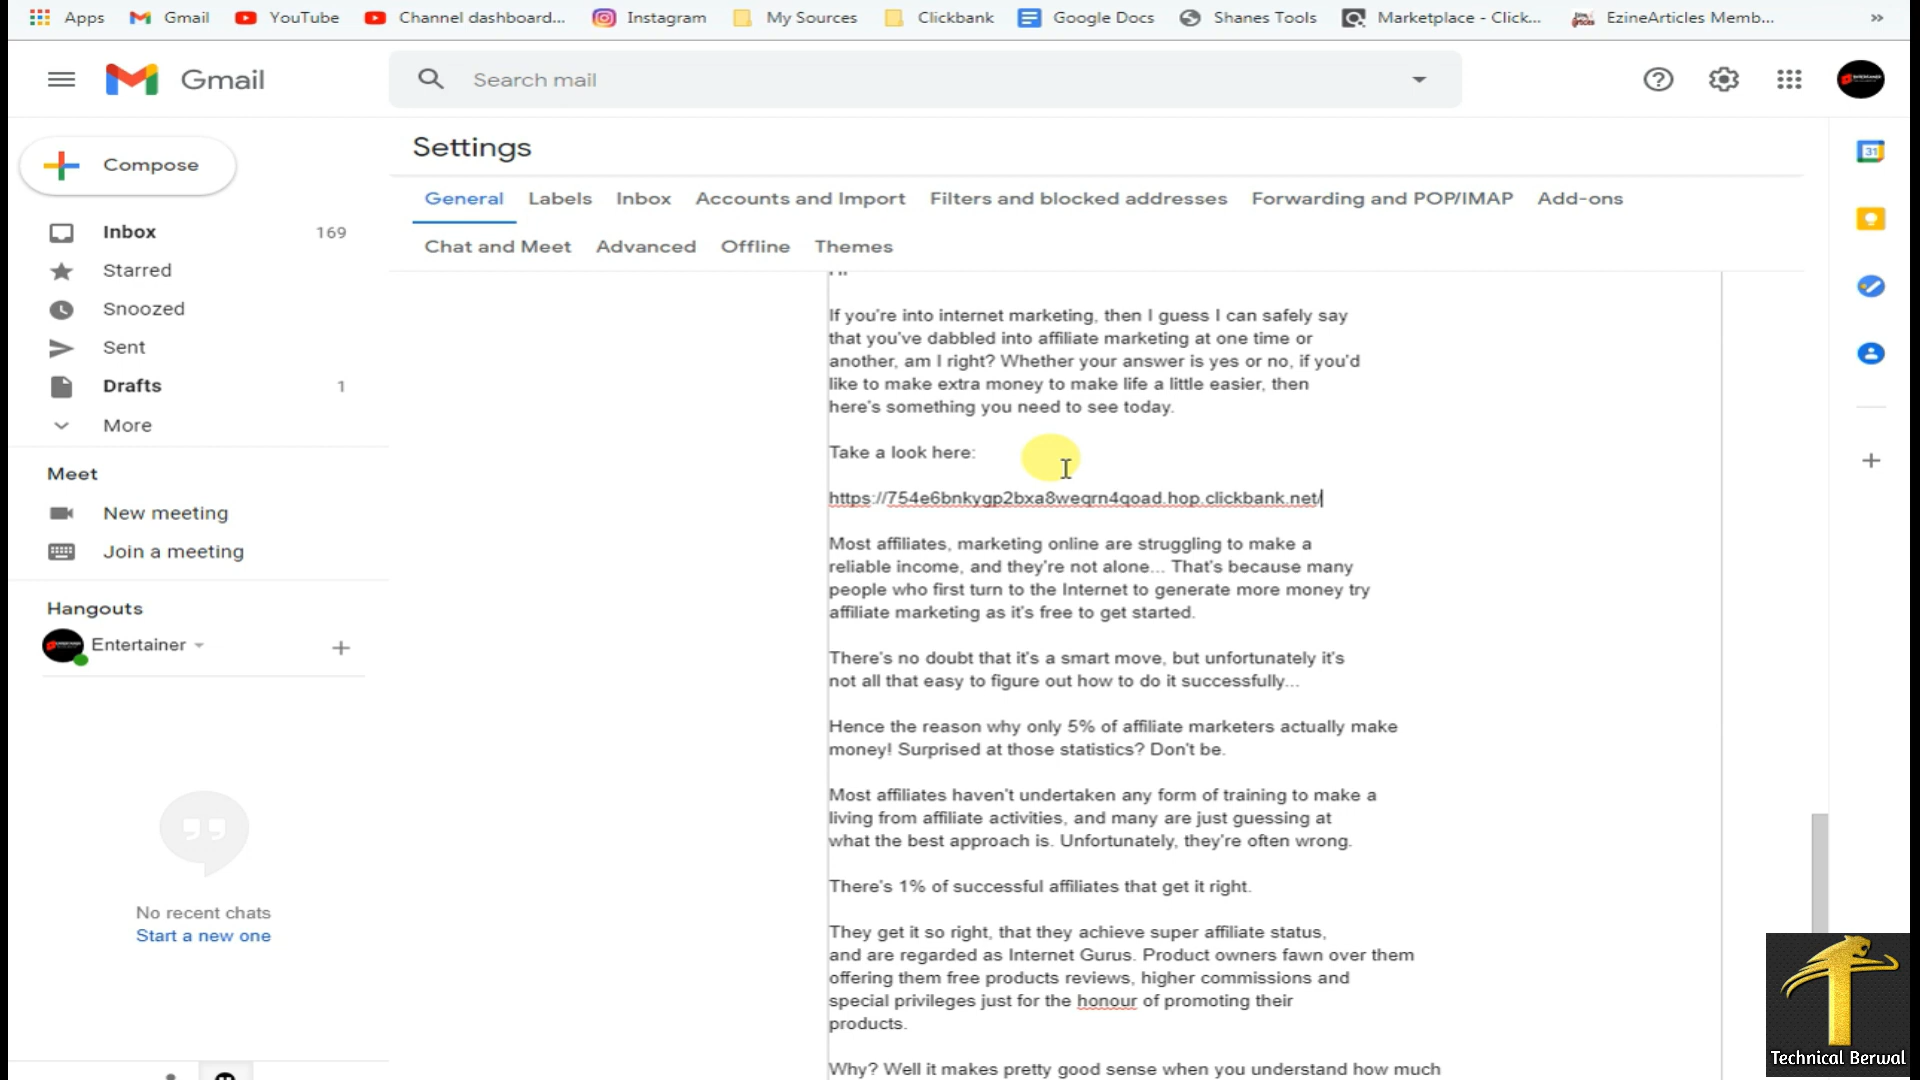 Apps
Gmail
YouTube
Channel dashboard...
Instagram
My Sources
Clickbank
Google Docs
Shanes Tools
Marketplace - Click...
EzineArticles Memb...
»
Gmail
Search mail
Compose
Inbox 169
Starred
Snoozed
Sent
Drafts 1
More
Meet
New meeting
Join a meeting
Hangouts
Entertainer
No recent chats
Start a new one
Settings
General Labels Inbox Accounts and Import Filters and blocked addresses Forwarding and POP/IMAP Add-ons
Chat and Meet Advanced Offline Themes
If you're into internet marketing, then I guess I can safely say
that you've dabbled into affiliate marketing at one time or
another, am I right? Whether your answer is yes or no, if you'd
like to make extra money to make life a little easier, then
here's something you need to see today.
Take a look here:
https://754e6bnkygp2bxa8weqrn4qoad.hop.clickbank.net/
Most affiliates, marketing online are struggling to make a
reliable income, and they're not alone... That's because many
people who first turn to the Internet to generate more money try
affiliate marketing as it's free to get started.
There's no doubt that it's a smart move, but unfortunately it's
not all that easy to figure out how to do it successfully...
Hence the reason why only 5% of affiliate marketers actually make
money! Surprised at those statistics? Don't be.
Most affiliates haven't undertaken any form of training to make a
living from affiliate activities, and many are just guessing at
what the best approach is. Unfortunately, they're often wrong.
There's 1% of successful affiliates that get it right.
They get it so right, that they achieve super affiliate status,
and are regarded as Internet Gurus. Product owners fawn over them
offering them free products reviews, higher commissions and
special privileges just for the honour of promoting their
products.
Why? Well it makes pretty good sense when you understand how much
31
Technical Berwal